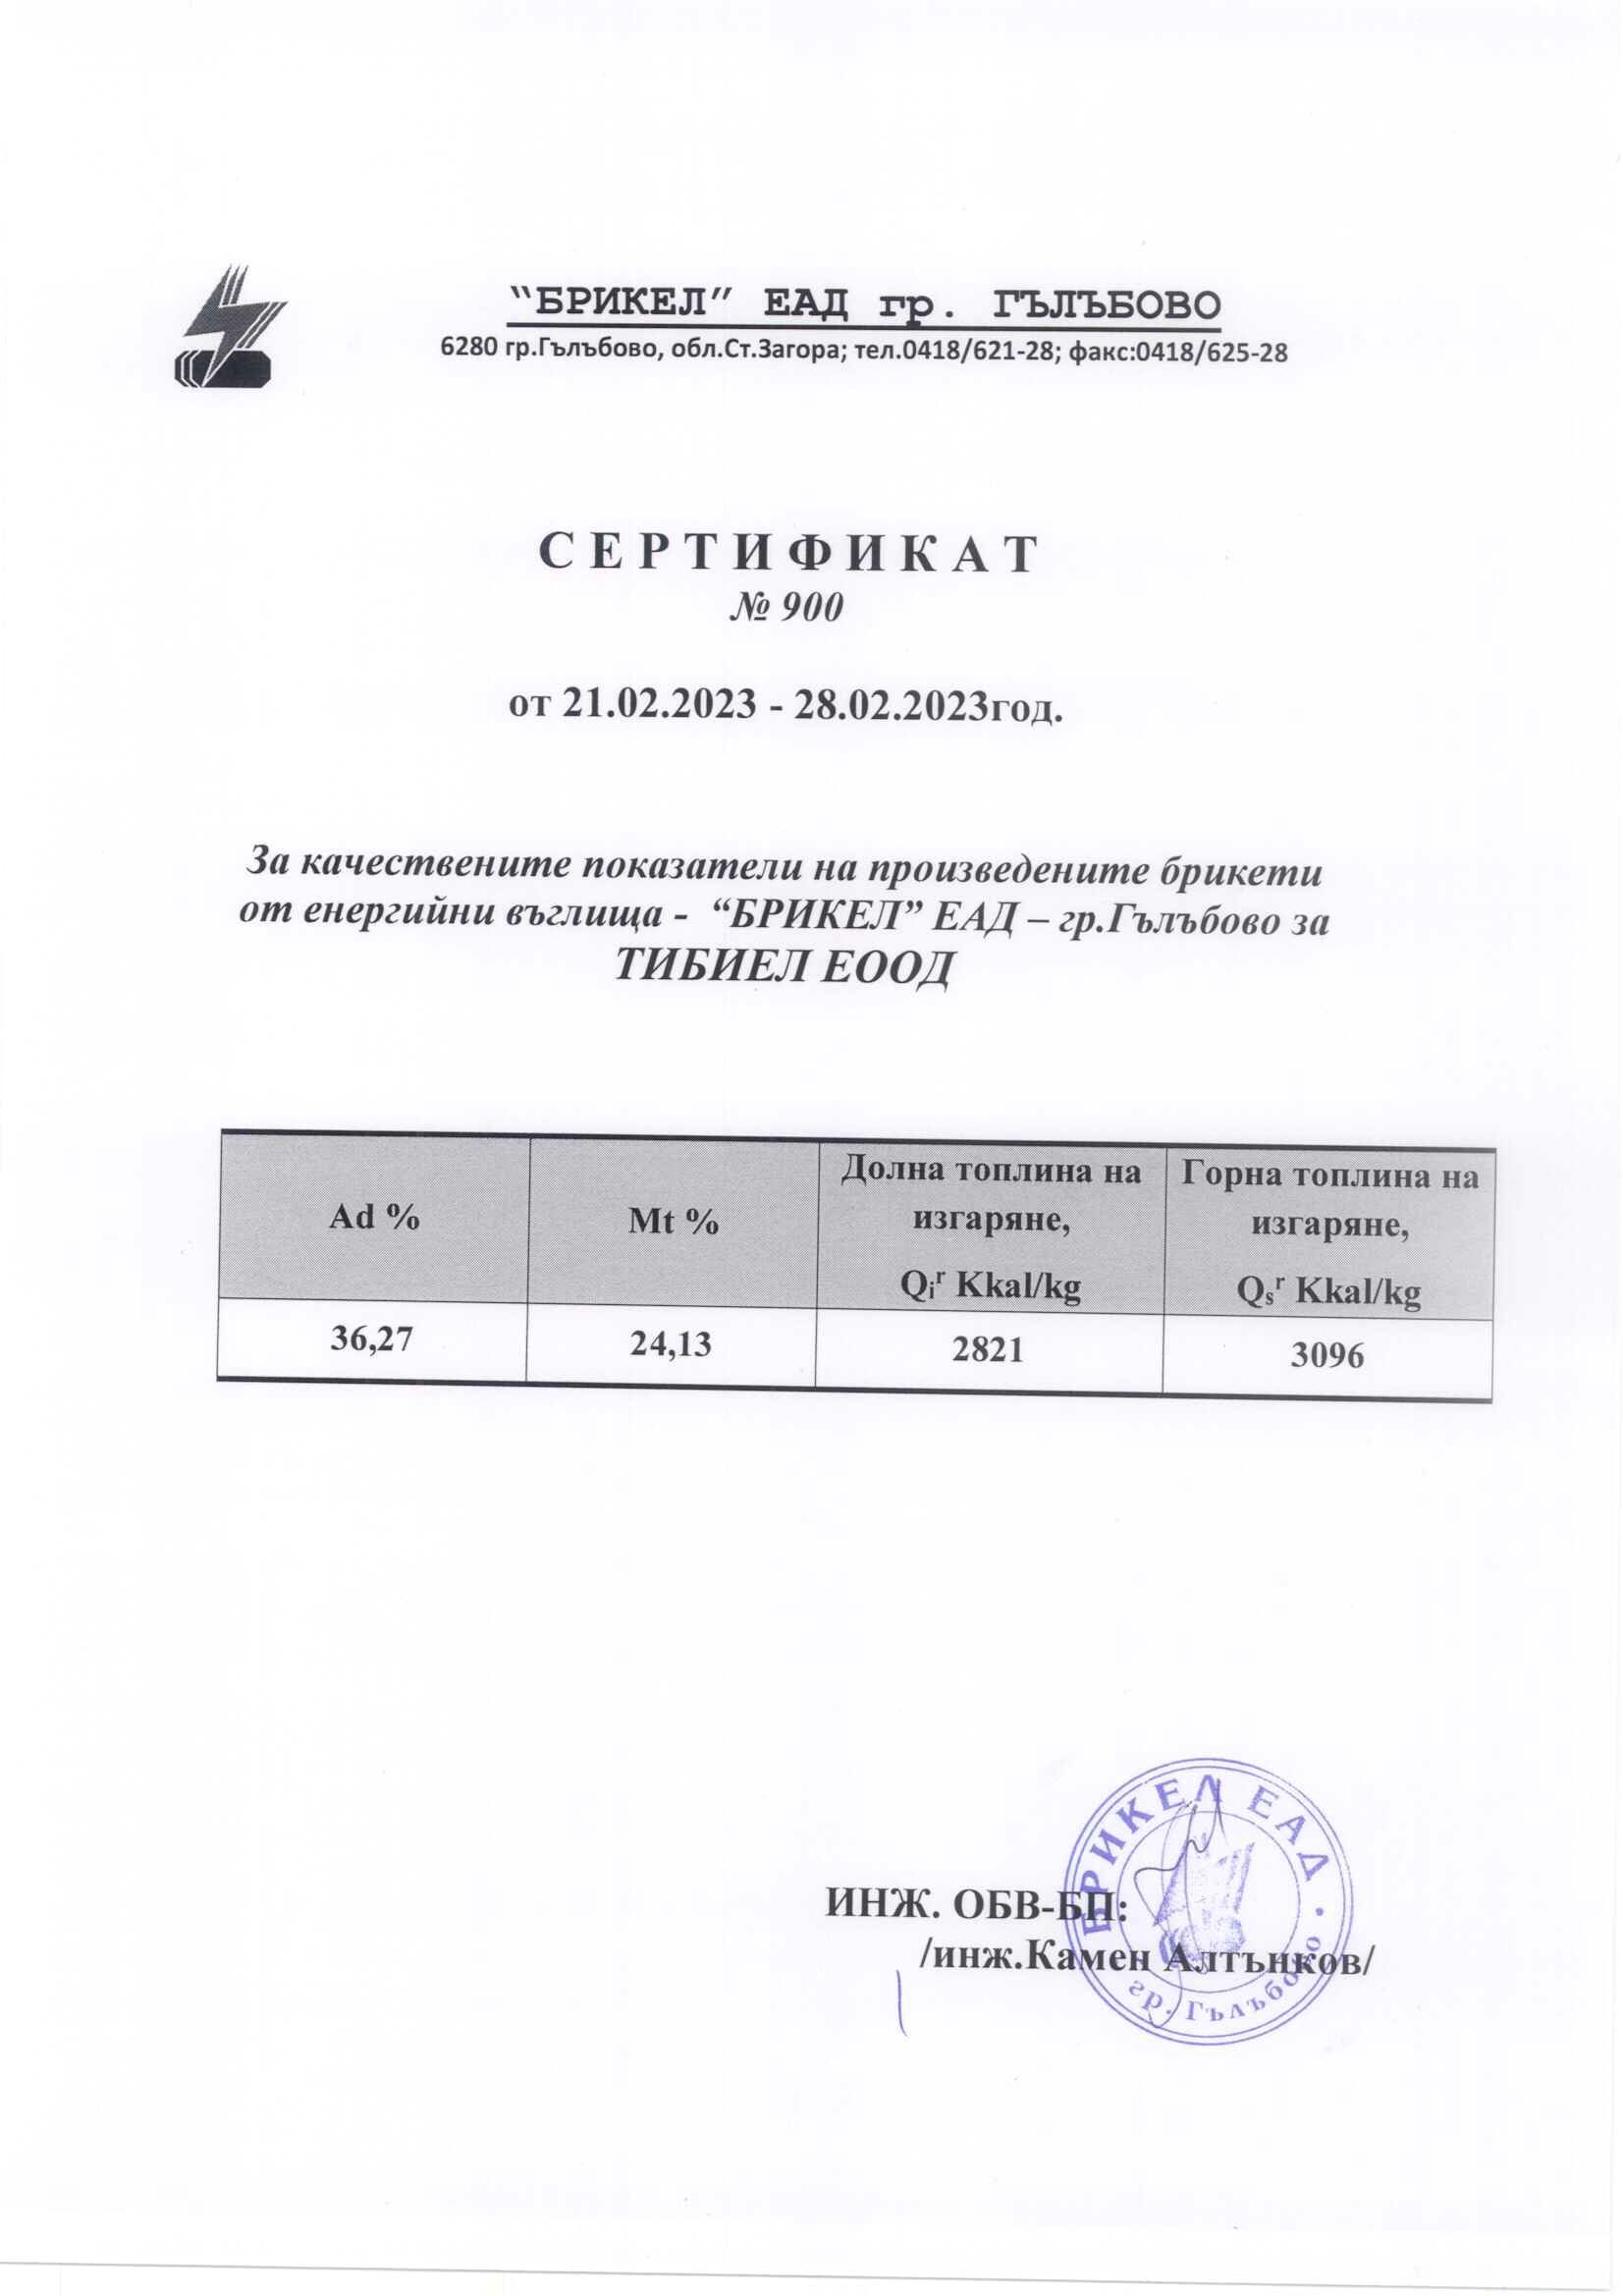 “БРИКЕЛ” ЕАД гр. ГЪЛЪБОВО
6280 гр.Гълъбово, обл.Ст.Загора; тел.0418/621-28; факс:0418/625-28
С Е Р Т И Ф И К А Т
№ 900
от 21.02.2023 - 28.02.2023год.
За качествените показатели на произведените брикети
от енергийни въглища - “БРИКЕЛ” ЕАД – гр.Гълъбово за
ТИБИЕЛ ЕООД
Ad %
Mt %
Долна топлина на
изгаряне,
Qᵢʳ Kkal/kg
Горна топлина на
изгаряне,
Qₛʳ Kkal/kg
36,27
24,13
2821
3096
ИНЖ. ОБВ-БП:
/инж.Камен Алтънков/
БРИКЕЛ ЕАД •
гр. Гълъбово